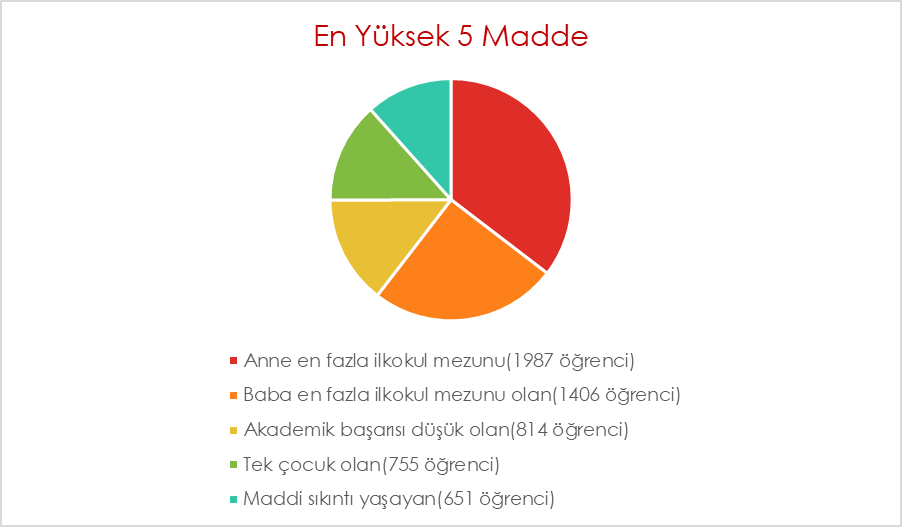 En Yüksek 5 Madde
Anne en fazla ilkokul mezunu(1987 öğrenci)
Baba en fazla ilkokul mezunu olan(1406 öğrenci)
Akademik başarısı düşük olan(814 öğrenci)
Tek çocuk olan(755 öğrenci)
Maddi sıkıntı yaşayan(651 öğrenci)